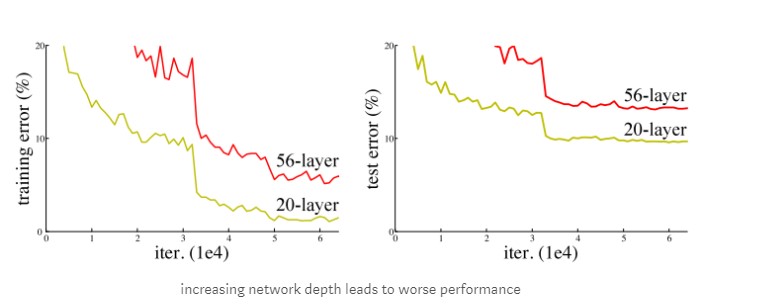 20
10
0
training error (%)
56-layer
20-layer
0 1 2 3 4 5 6
iter. (1e4)
20
10
0
test error (%)
56-layer
20-layer
0 1 2 3 4 5 6
iter. (1e4)
increasing network depth leads to worse performance